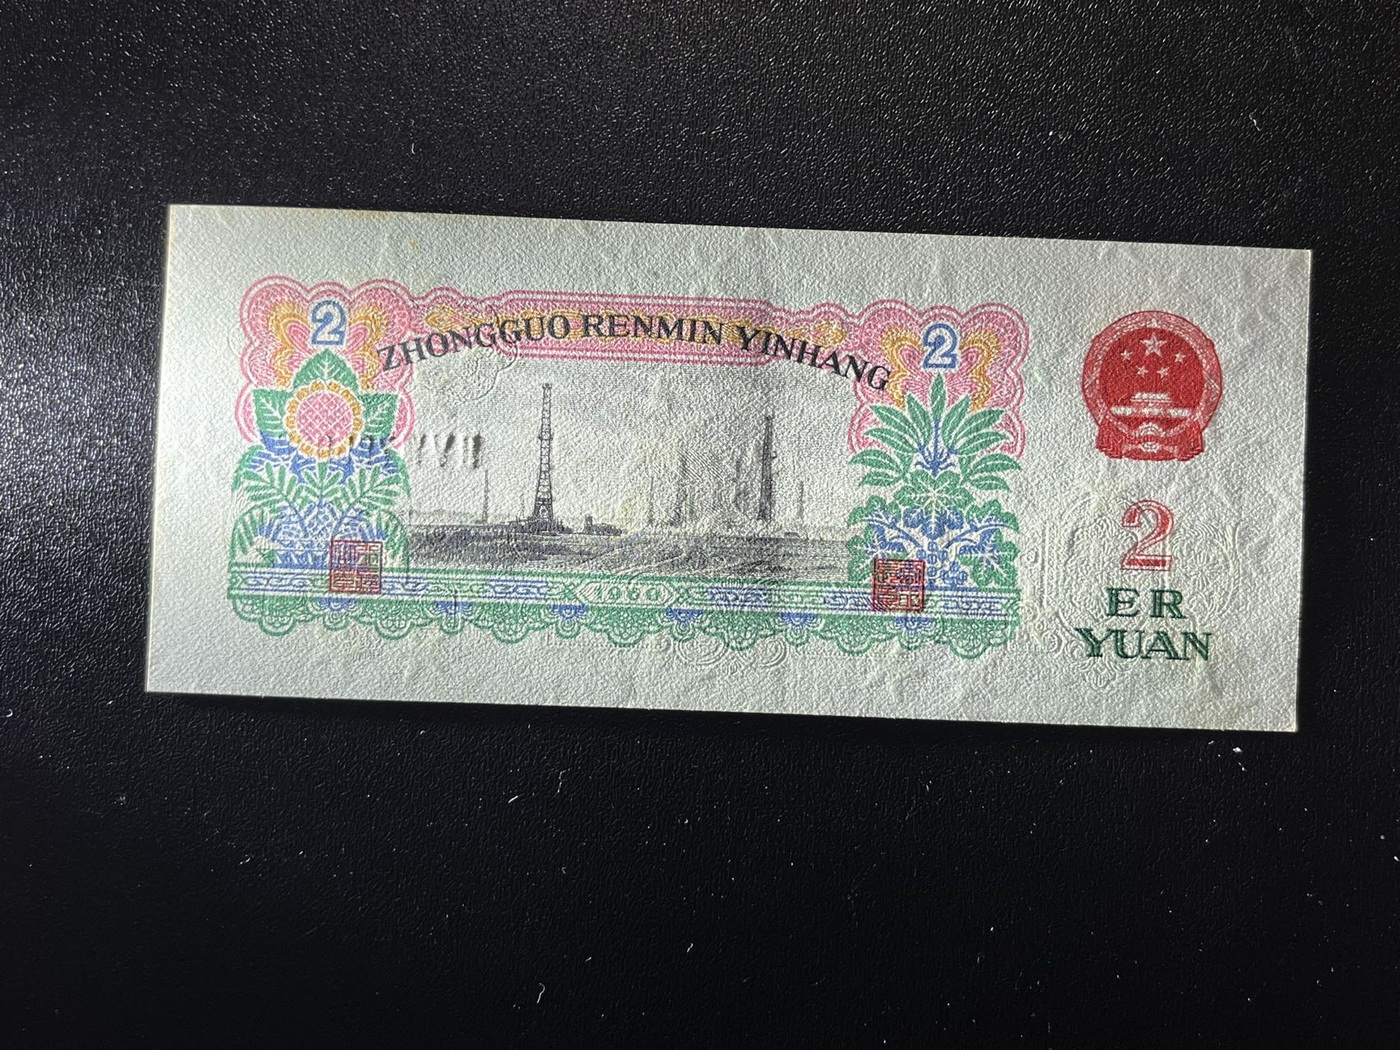 2
ZHONGGUO RENMIN YINHANG
2
1960
2
ER
YUAN